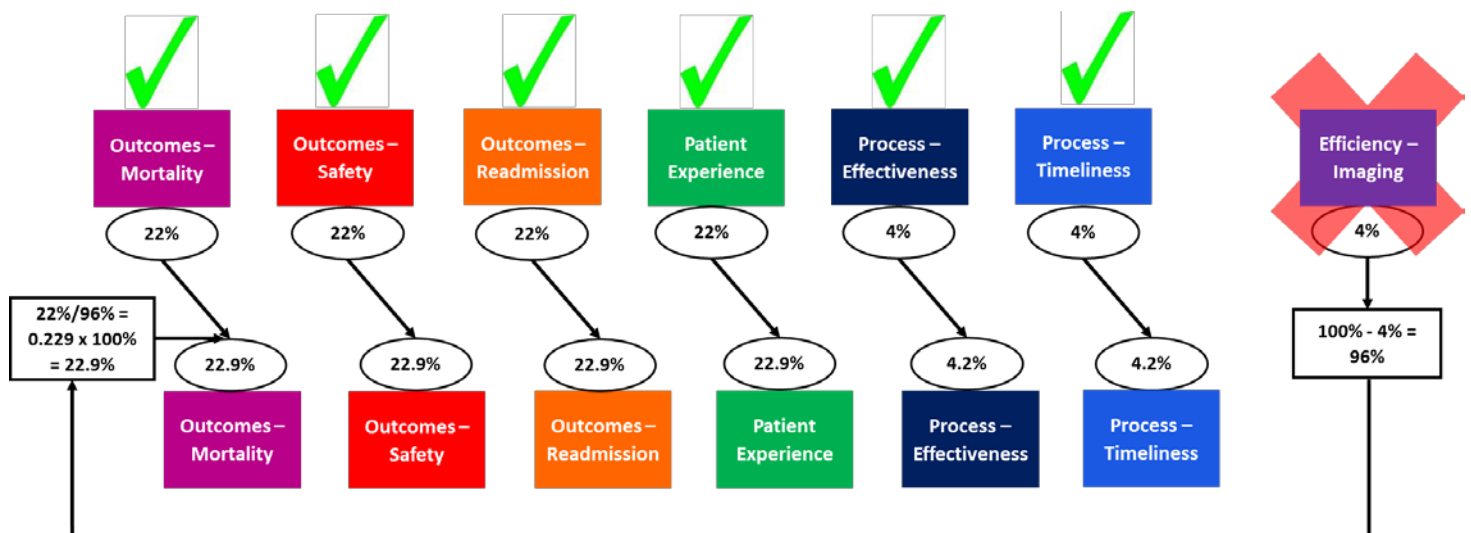 Outcomes –
Mortality
Outcomes –
Safety
Outcomes –
Readmission
Patient
Experience
Process –
Effectiveness
Process –
Timeliness
Efficiency –
Imaging
22%
22%
22%
22%
4%
4%
4%
22%/96% =
0.229 x 100%
= 22.9%
100% - 4% =
96%
22.9%
22.9%
22.9%
22.9%
4.2%
4.2%
Outcomes –
Mortality
Outcomes –
Safety
Outcomes –
Readmission
Patient
Experience
Process –
Effectiveness
Process –
Timeliness